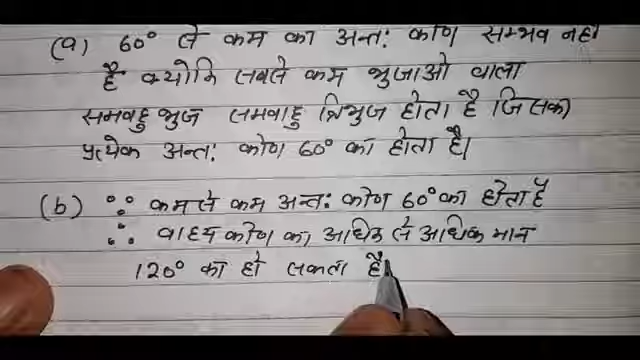 (a) 60° से कम का अन्तः कोण सम्भव नहीं
है क्योकि सबसे कम भुजाओ वाला
समबहुभुज समबाहु त्रिभुज होता है जिसका
प्रत्येक अन्तः कोण 60° का होता है।
(b) ∵ कम से कम अन्तः कोण 60° का होता है
∴ वाह्य कोण का अधिक से अधिक मान
120° का हो सकता है